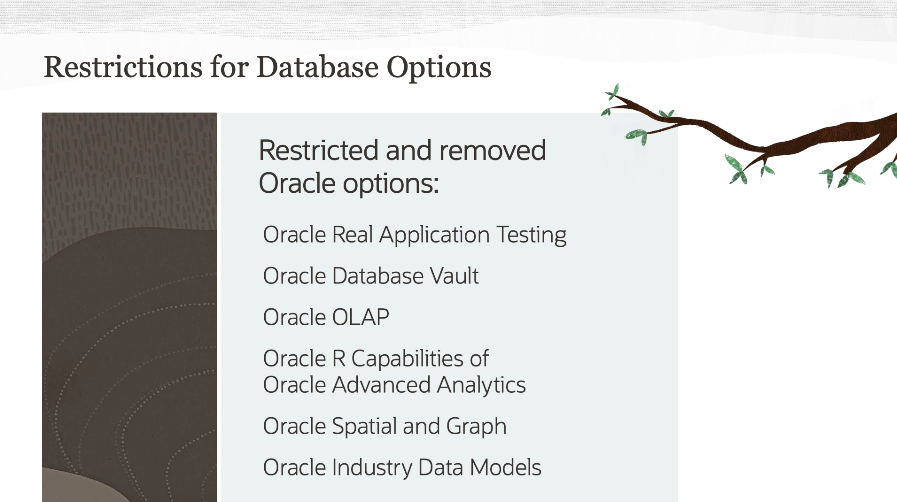 Restrictions for Database Options
Restricted and removed
Oracle options:
Oracle Real Application Testing
Oracle Database Vault
Oracle OLAP
Oracle R Capabilities of
Oracle Advanced Analytics
Oracle Spatial and Graph
Oracle Industry Data Models